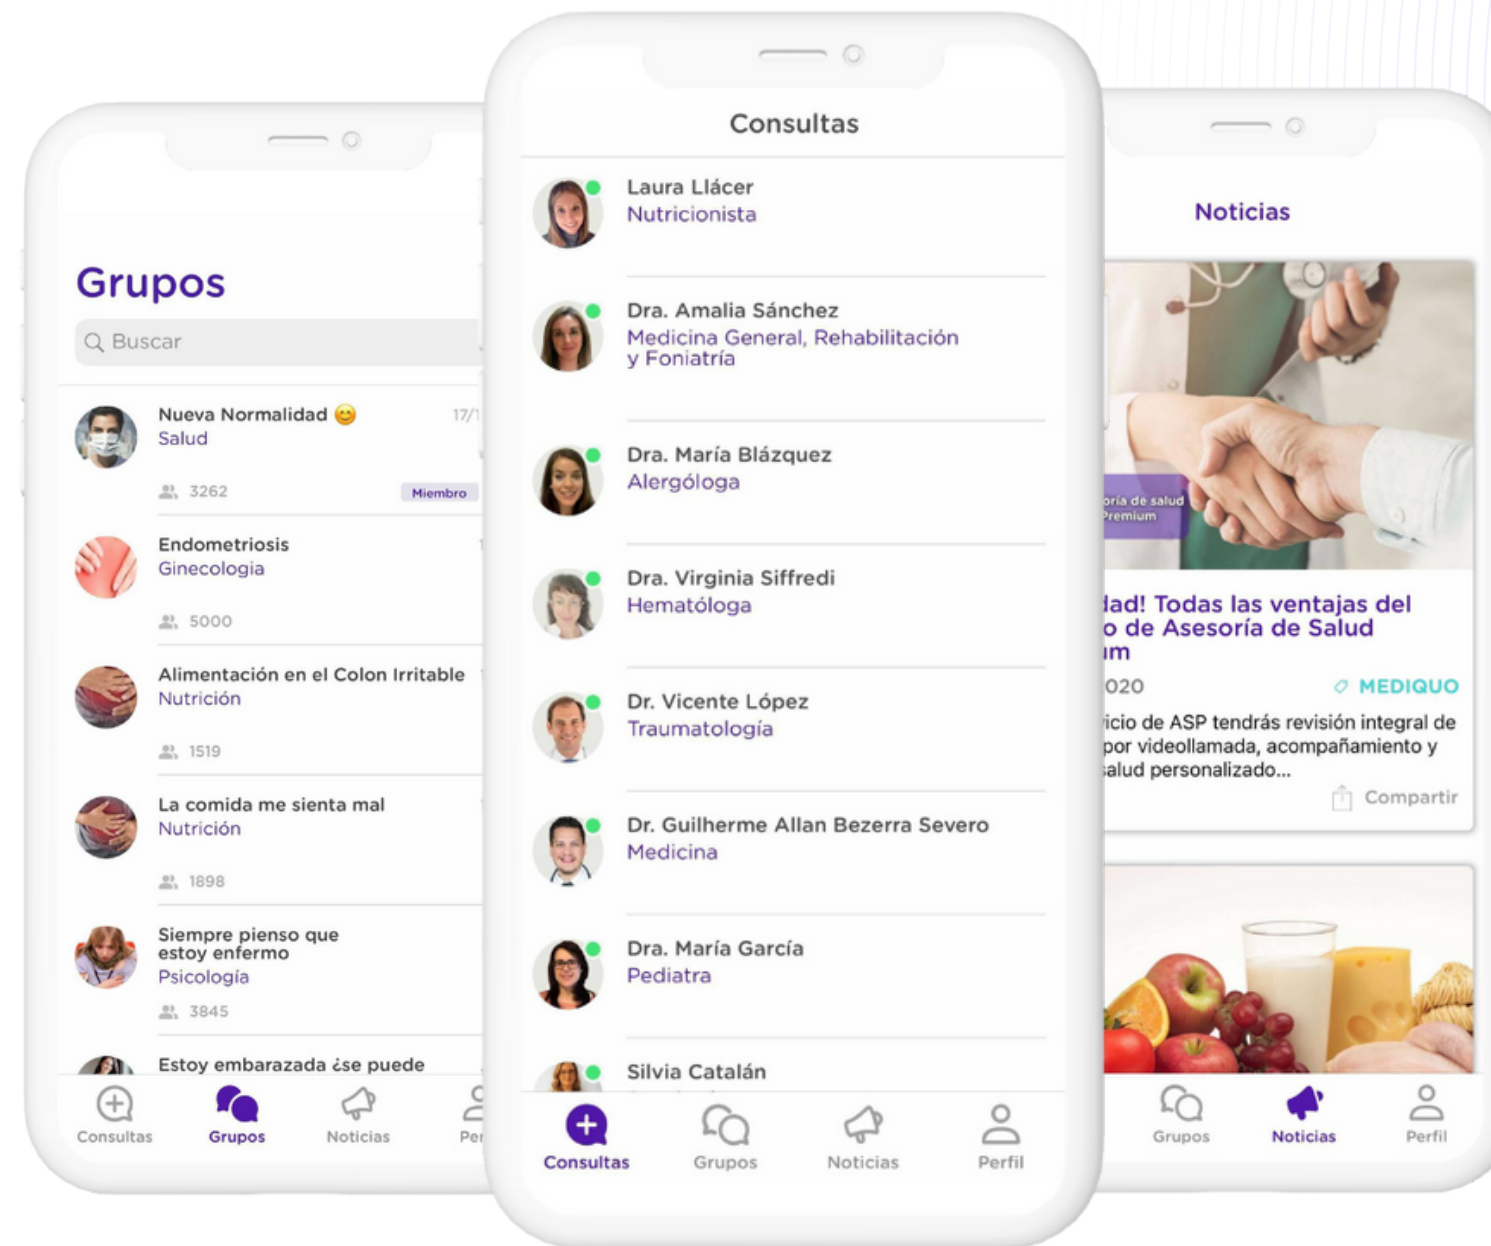 Grupos
Buscar
Nueva Normalidad 😊
17/1
Salud
3262
Miembro
Endometriosis
Ginecologia
5000
Alimentación en el Colon Irritable
Nutrición
1519
La comida me sienta mal
Nutrición
1898
Siempre pienso que
estoy enfermo
Psicología
3845
Estoy embarazada ¿se puede
Consultas
Grupos
Noticias
Per
Consultas
Laura Llácer
Nutricionista
Dra. Amalia Sánchez
Medicina General, Rehabilitación
y Foniatría
Dra. María Blázquez
Alergóloga
Dra. Virginia Siffredi
Hematóloga
Dr. Vicente López
Traumatología
Dr. Guilherme Allan Bezerra Severo
Medicina
Dra. María García
Pediatra
Silvia Catalán
Consultas
Grupos
Noticias
Perfil
Noticias
oría de salud
Premium
dad! Todas las ventajas del
o de Asesoría de Salud
um
020
MEDIQUO
icio de ASP tendrás revisión integral de
por videollamada, acompañamiento y
salud personalizado...
Compartir
Grupos
Noticias
Perfil